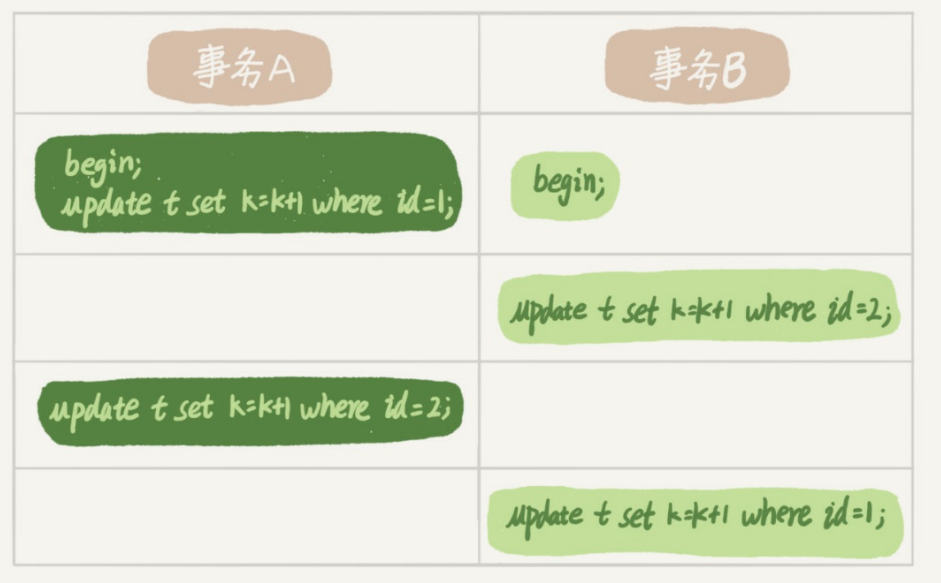 事务A
事务B
begin;
update t set k=k+1 where id=1;
begin;
update t set k=k+1 where id=2;
update t set k=k+1 where id=2;
update t set k=k+1 where id=1;